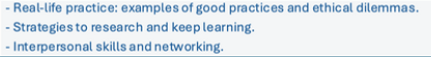 - Real-life practice: examples of good practices and ethical dilemmas.
- Strategies to research and keep learning.
- Interpersonal skills and networking.